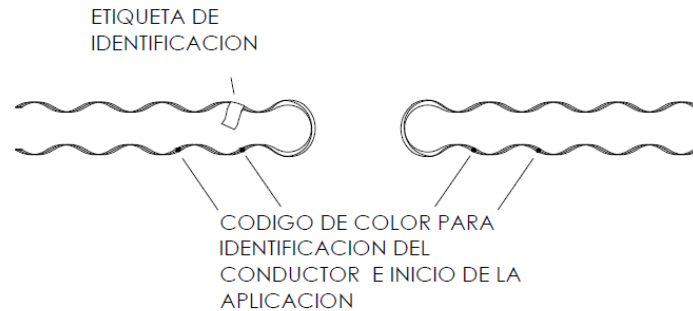 ETIQUETA DE
IDENTIFICACION
CODIGO DE COLOR PARA
IDENTIFICACION DEL
CONDUCTOR E INICIO DE LA
APLICACION